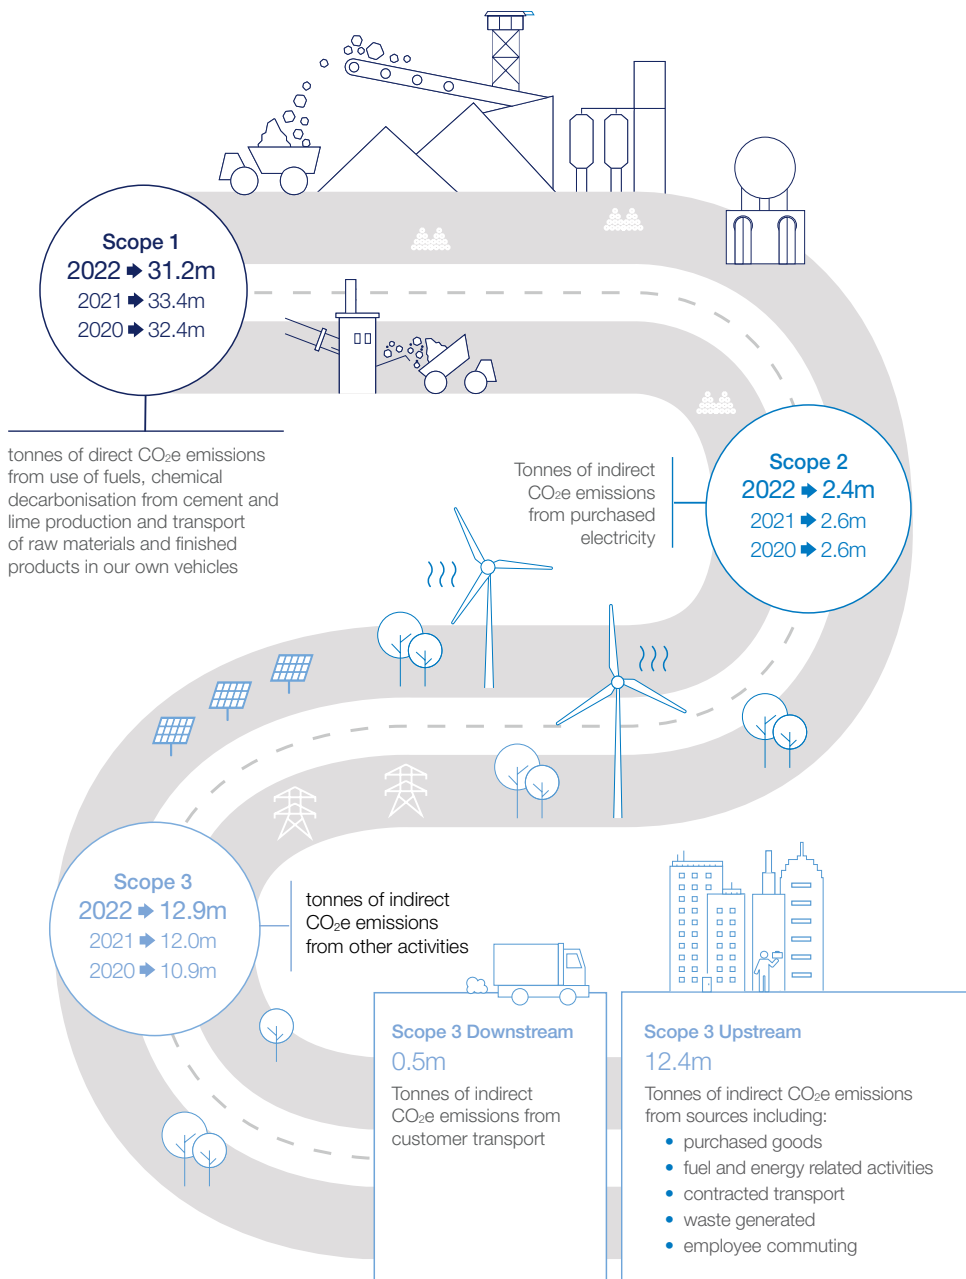 Scope 1
2022 → 31.2m
2021 → 33.4m
2020 → 32.4m
tonnes of direct CO₂e emissions
from use of fuels, chemical
decarbonisation from cement and
lime production and transport
of raw materials and finished
products in our own vehicles
Tonnes of indirect
CO₂e emissions
from purchased
electricity
Scope 2
2022 → 2.4m
2021 → 2.6m
2020 → 2.6m
Scope 3
2022 → 12.9m
2021 → 12.0m
2020 → 10.9m
tonnes of indirect
CO₂e emissions
from other activities
Scope 3 Downstream
0.5m
Tonnes of indirect
CO₂e emissions from
customer transport
Scope 3 Upstream
12.4m
Tonnes of indirect CO₂e emissions
from sources including:
• purchased goods
• fuel and energy related activities
• contracted transport
• waste generated
• employee commuting